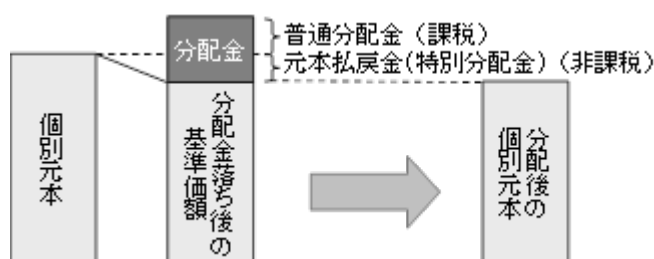 分配金
普通分配金（課税）
元本払戻金(特別分配金)（非課税）
個別元本
分配金落ち後の
基準価額
分配後の
個別元本